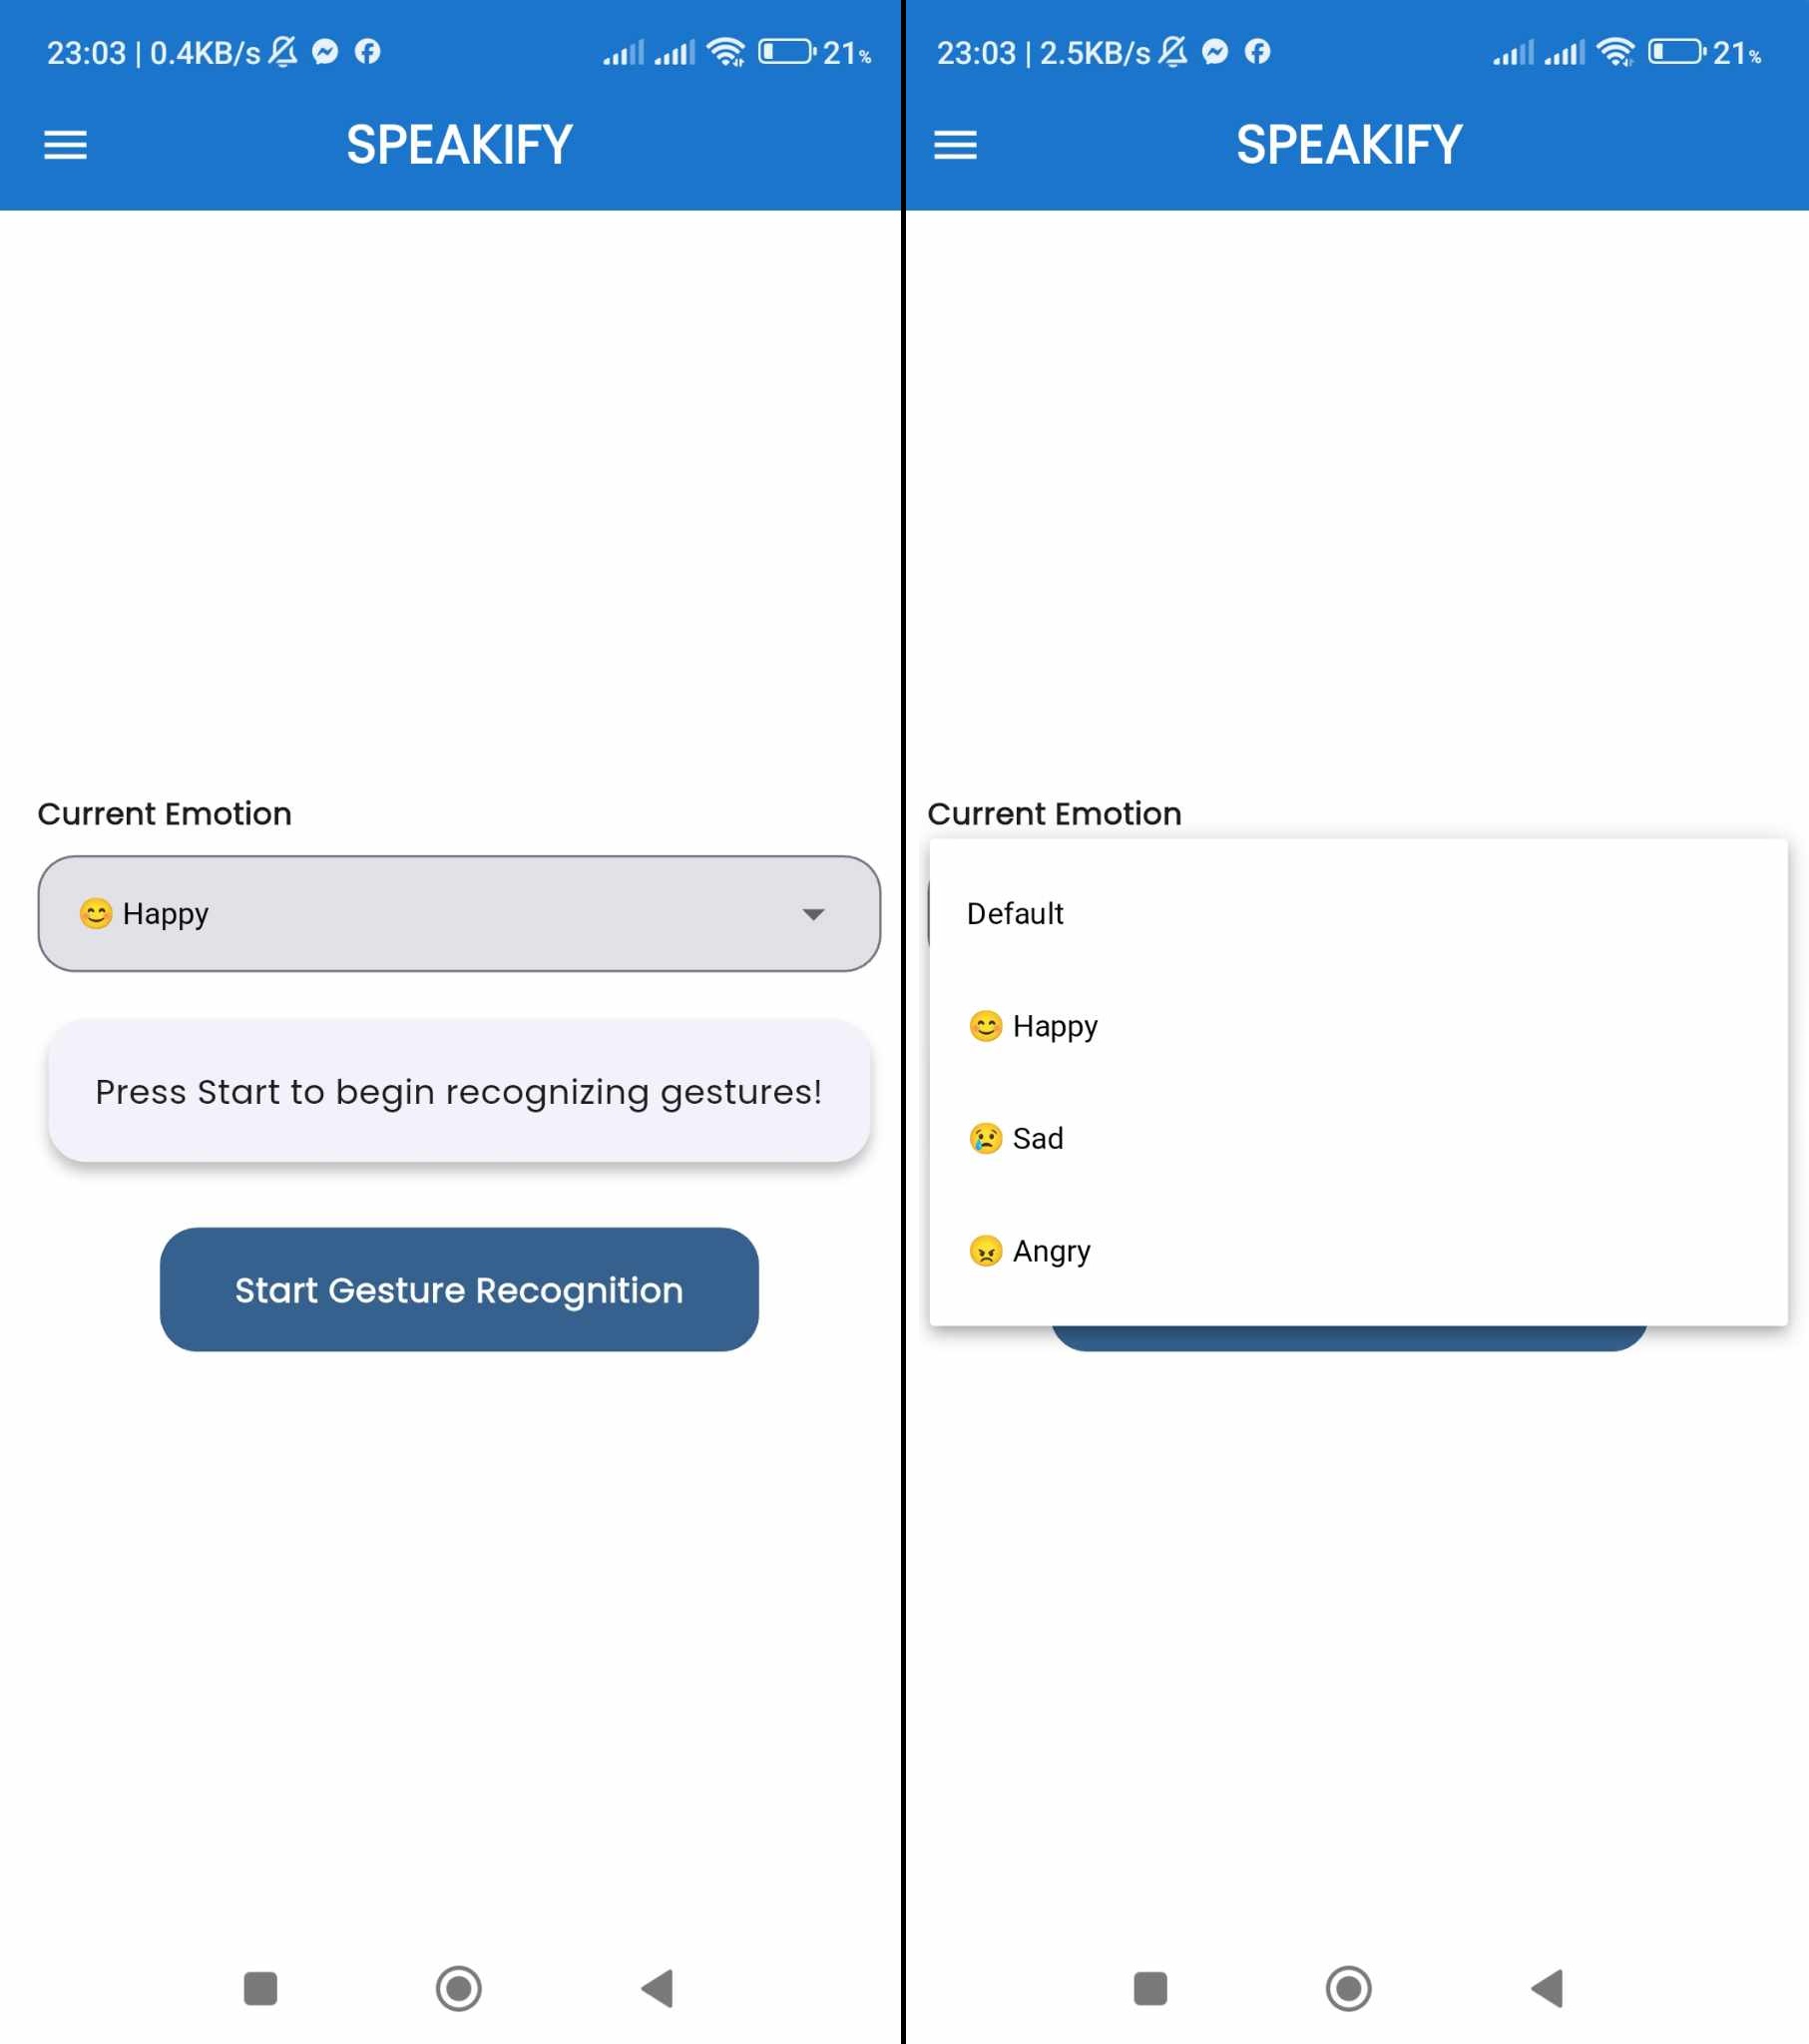 23:03 | 0.4KB/s
21%
SPEAKIFY
Current Emotion
😊 Happy
Press Start to begin recognizing gestures!
Start Gesture Recognition
23:03 | 2.5KB/s
21%
SPEAKIFY
Current Emotion
Default
😊 Happy
😢 Sad
😠 Angry